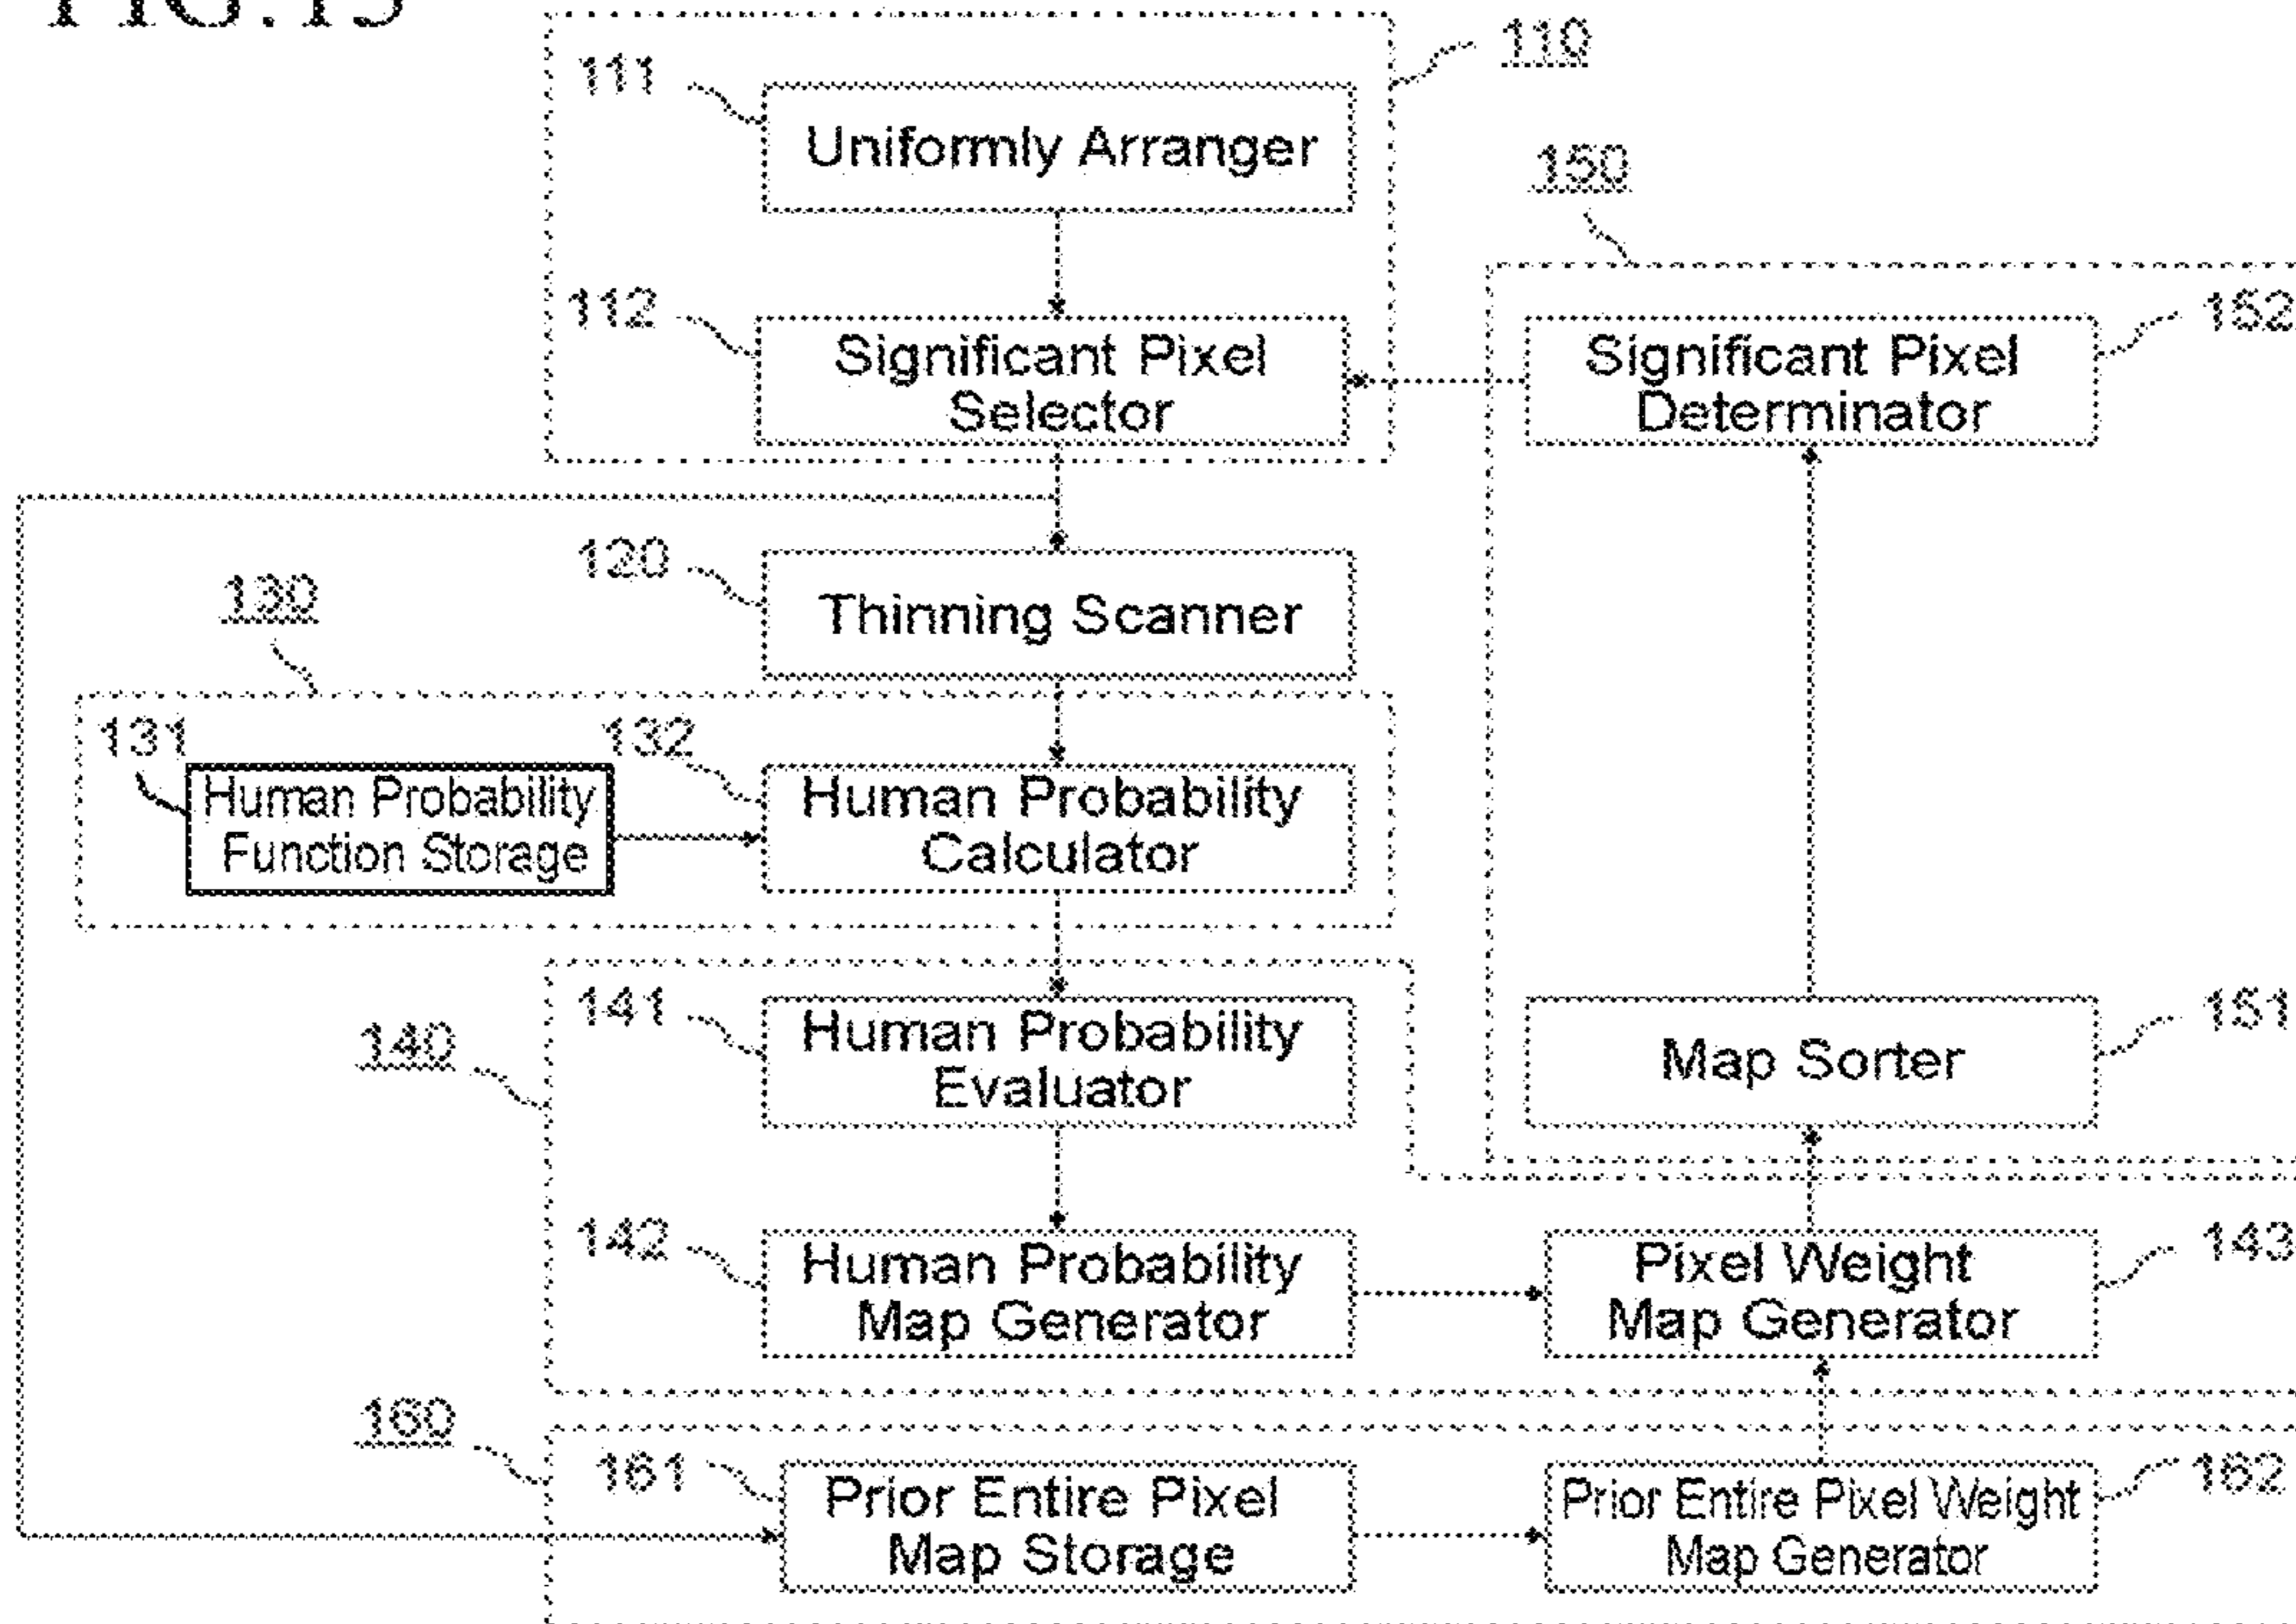 FIG.15
110
111
Uniformly Arranger
150
112
Significant Pixel
Selector
Significant Pixel
Determinator
152
120
Thinning Scanner
130
131
Human Probability
Function Storage
132
Human Probability
Calculator
140
141
Human Probability
Evaluator
Map Sorter
151
142
Human Probability
Map Generator
Pixel Weight
Map Generator
143
160
161
Prior Entire Pixel
Map Storage
Prior Entire Pixel Weight
Map Generator
162